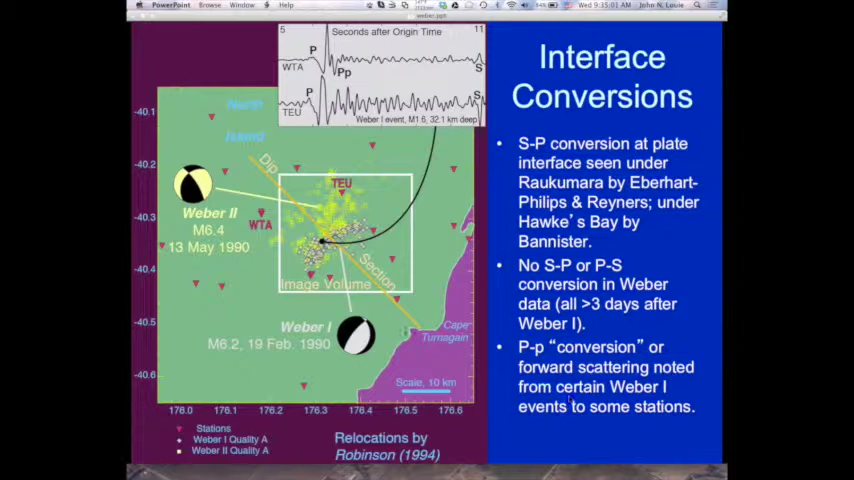 PowerPoint Browse Window Help
Wed 9:35:01 AM John N. Louie
weber.ppt
5 Seconds after Origin Time 11
P
WTA
Pp
S
P
TEU
S
Weber I event, M1.6, 32.1 km deep
Interface
Conversions
• S-P conversion at plate
interface seen under
Raukumara by Eberhart-
Philips & Reyners; under
Hawke's Bay by
Bannister.
• No S-P or P-S
conversion in Weber
data (all >3 days after
Weber I).
• P-p “conversion” or
forward scattering noted
from certain Weber I
events to some stations.
-40.1
-40.2
-40.3
-40.4
-40.5
-40.6
North
Island
Dip
TEU
WTA
Weber II
M6.4
13 May 1990
Section
Image Volume
Weber I
M6.2, 19 Feb. 1990
Cape
Turnagain
Scale, 10 km
176.0 176.1 176.2 176.3 176.4 176.5 176.6
Stations
Weber I Quality A
Weber II Quality A
Relocations by
Robinson (1994)